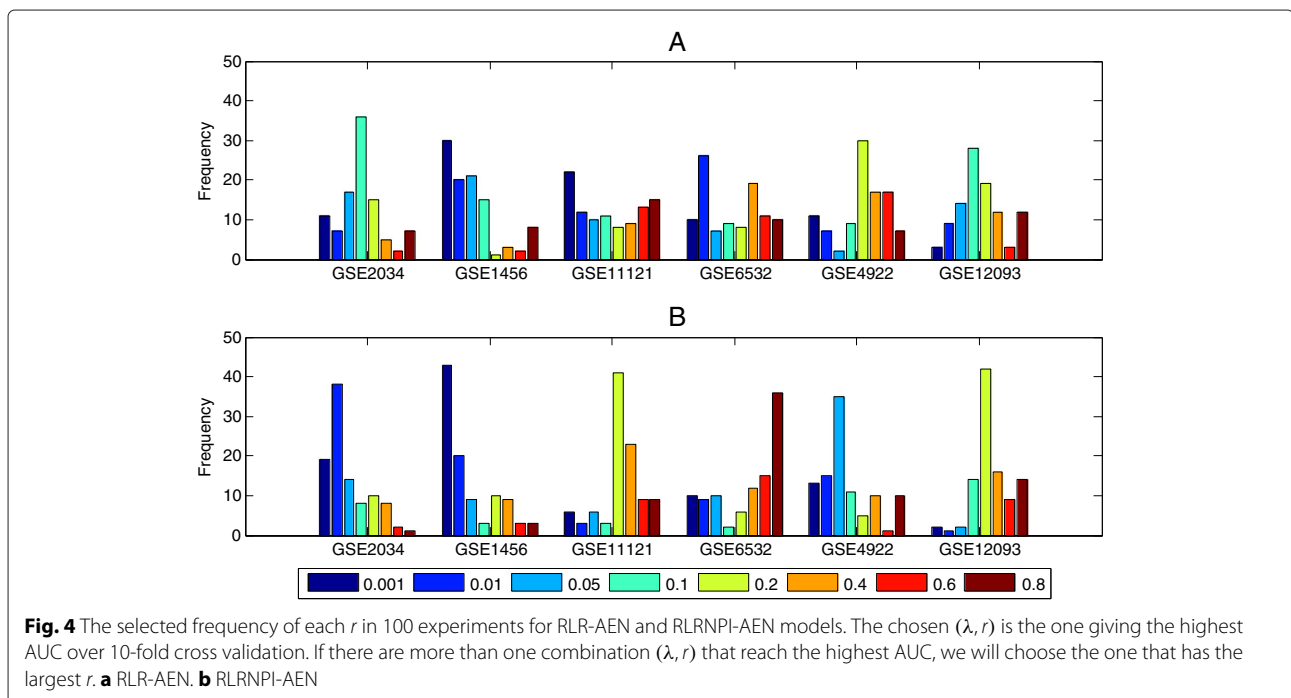 A
50
40
30
20
10
0
Frequency
GSE2034 GSE1456 GSE11121 GSE6532 GSE4922 GSE12093
B
50
40
30
20
10
0
Frequency
GSE2034 GSE1456 GSE11121 GSE6532 GSE4922 GSE12093
0.001 0.01 0.05 0.1 0.2 0.4 0.6 0.8
Fig. 4 The selected frequency of each r in 100 experiments for RLR-AEN and RLRNPI-AEN models. The chosen (λ, r) is the one giving the highest
AUC over 10-fold cross validation. If there are more than one combination (λ, r) that reach the highest AUC, we will choose the one that has the
largest r. a RLR-AEN. b RLRNPI-AEN